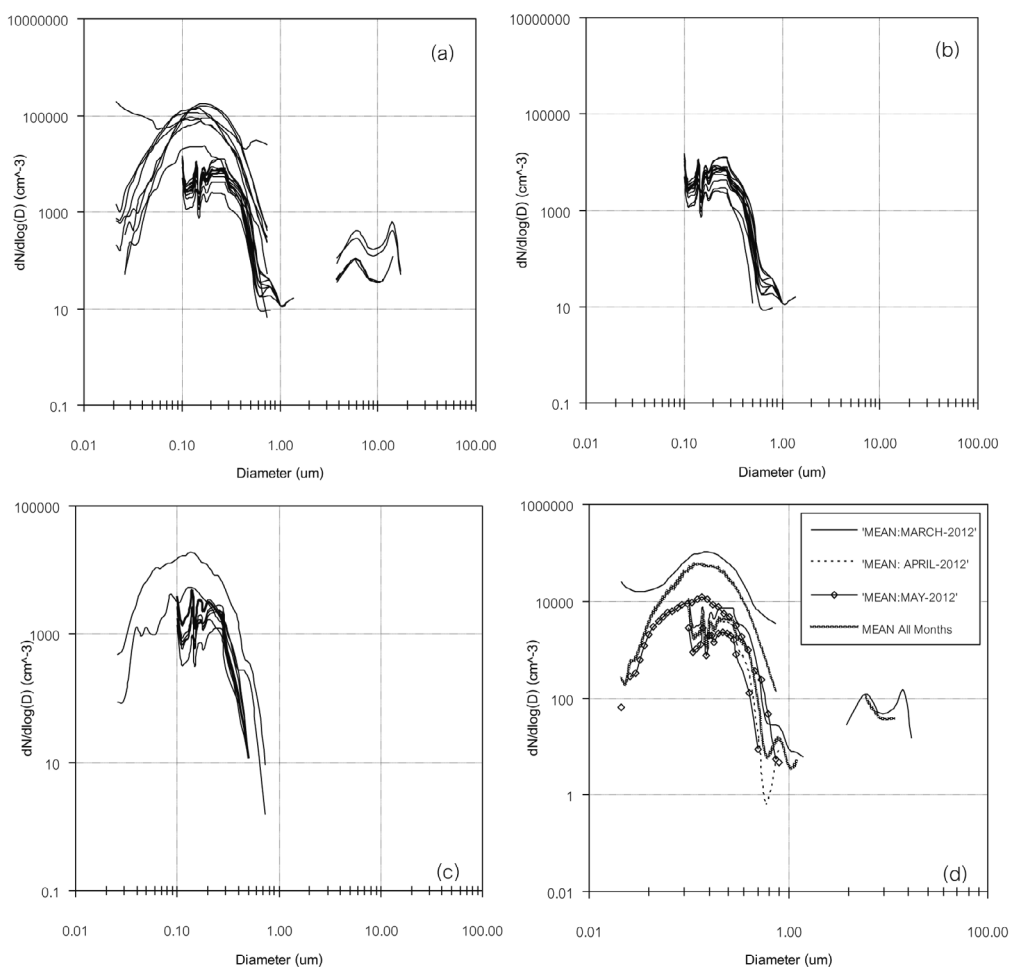 (a)
10000000
100000
1000
10
0.1
dN/dlog(D) (cm^-3)
0.01 0.10 1.00 10.00 100.00
Diameter (um)
(b)
10000000
100000
1000
10
0.1
dN/dlog(D) (cm^-3)
0.01 0.10 1.00 10.00 100.00
Diameter (um)
100000
1000
10
0.1
dN/dlog(D) (cm^-3)
(c)
0.01 0.10 1.00 10.00 100.00
Diameter (um)
1000000
10000
100
1
0.01
dN/dlog(D) (cm^-3)
'MEAN:MARCH-2012'
'MEAN: APRIL-2012'
'MEAN:MAY-2012'
MEAN All Months
(d)
0.01 1.00 100.00
Diameter (um)